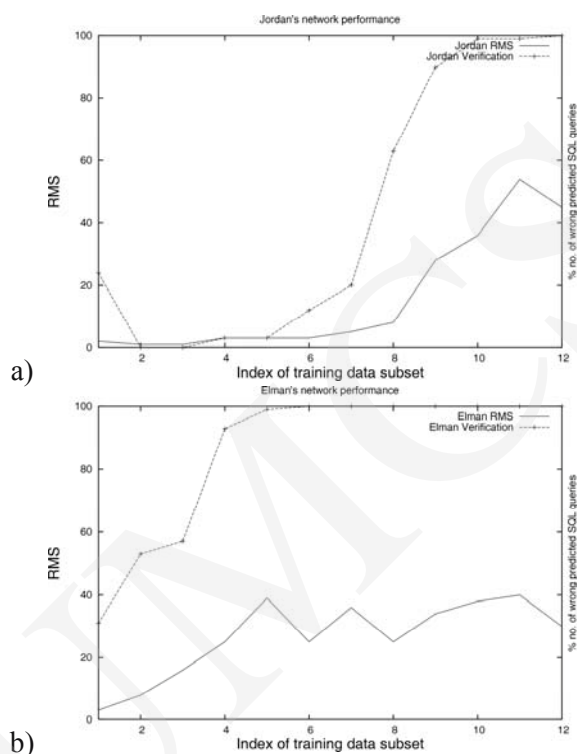 Jordan's network performance
100
80
60
40
20
0
RMS
Jordan RMS
Jordan Verification
% no. of wrong predicted SQL queries
2
4
6
8
10
12
Index of training data subset
a)
Elman's network performance
100
80
60
40
20
0
RMS
Elman RMS
Elman Verification
% no. of wrong predicted SQL queries
2
4
6
8
10
12
Index of training data subset
b)
JMCS